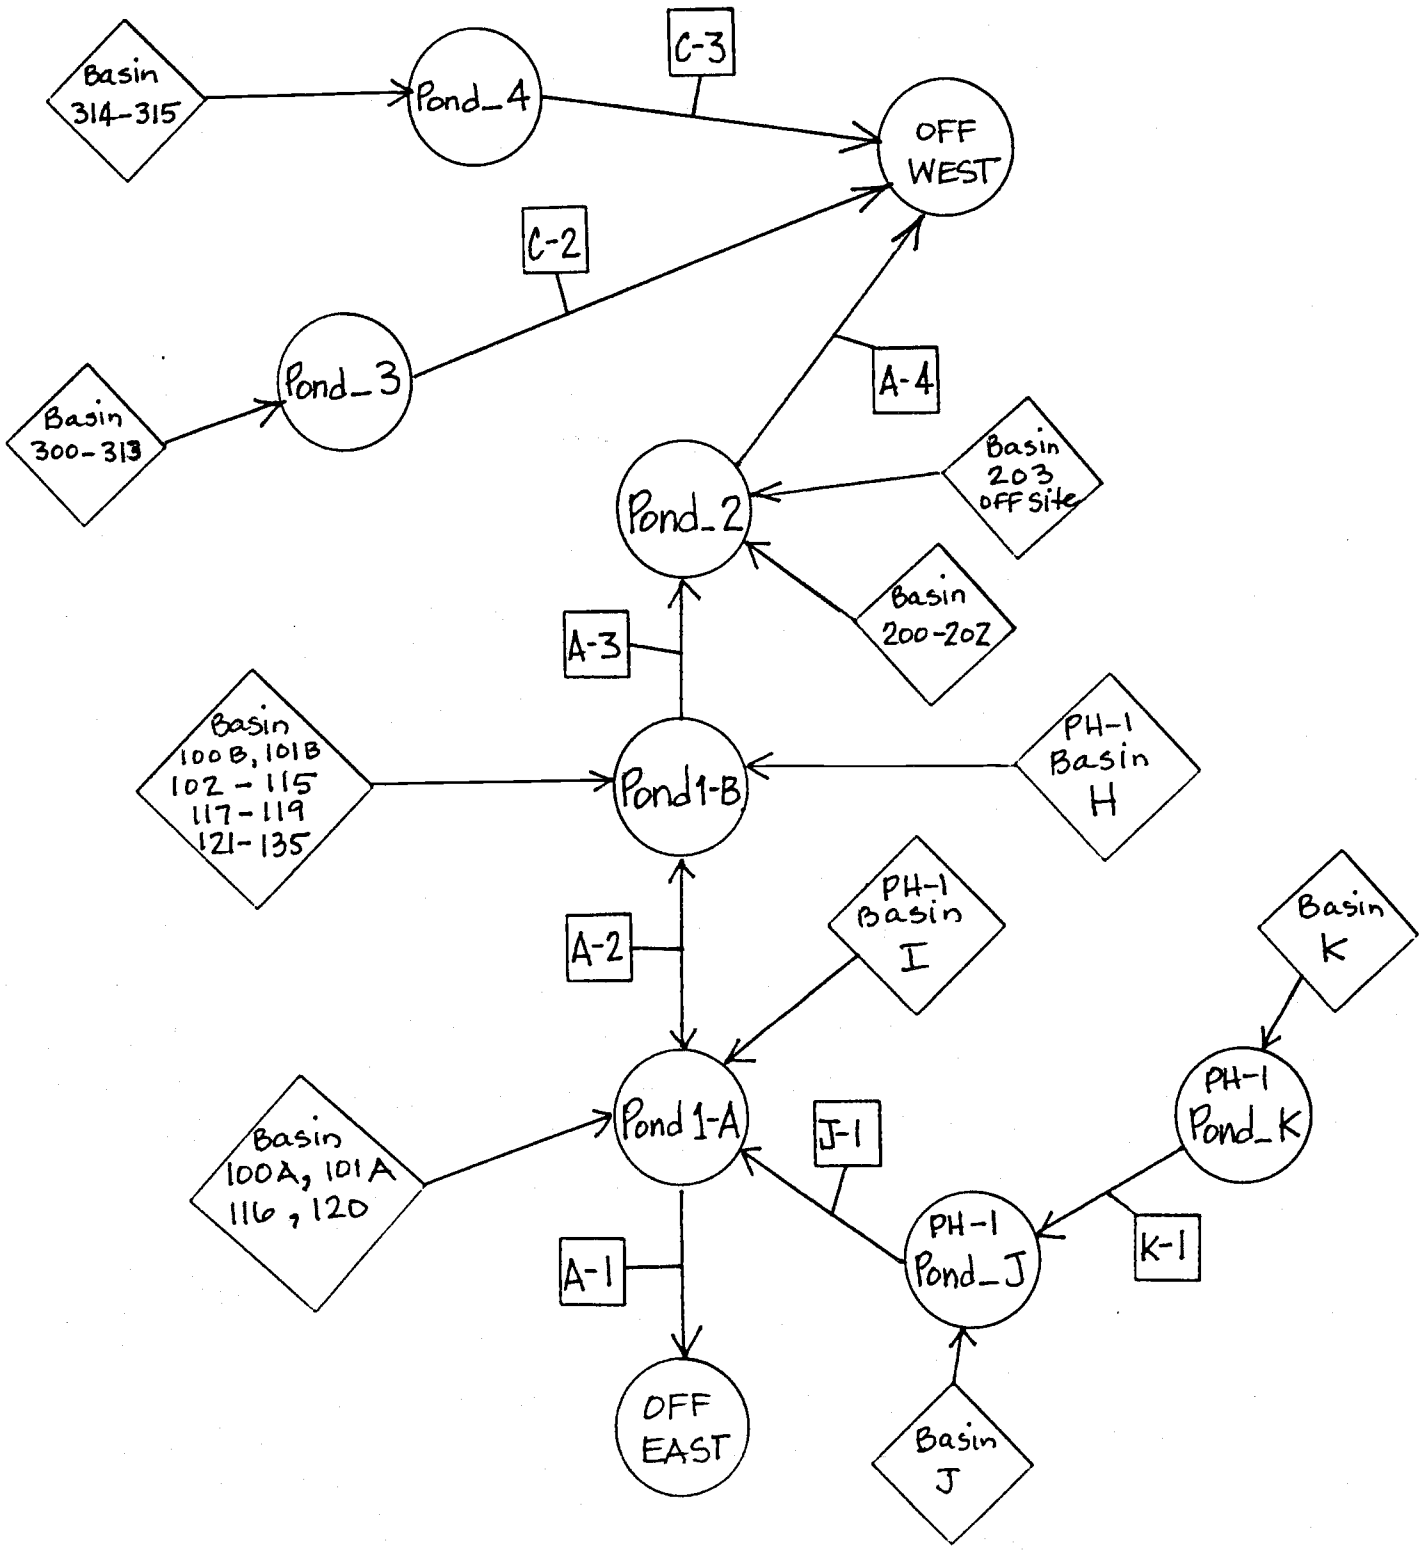 C-3
Basin
314-315
Pond_4
OFF
WEST
C-2
Pond_3
A-4
Basin
300-313
Basin
203
OFF Site
Pond_2
Basin
200-202
A-3
Basin
100B, 101B
102 - 115
117-119
121-135
PH-1
Basin
H
Pond1-B
PH-1
Basin
I
Basin
K
A-2
PH-1
Pond_K
Pond 1-A
J-1
Basin
100A, 101A
116, 120
PH-1
Pond_J
K-1
A-1
OFF
EAST
Basin
J